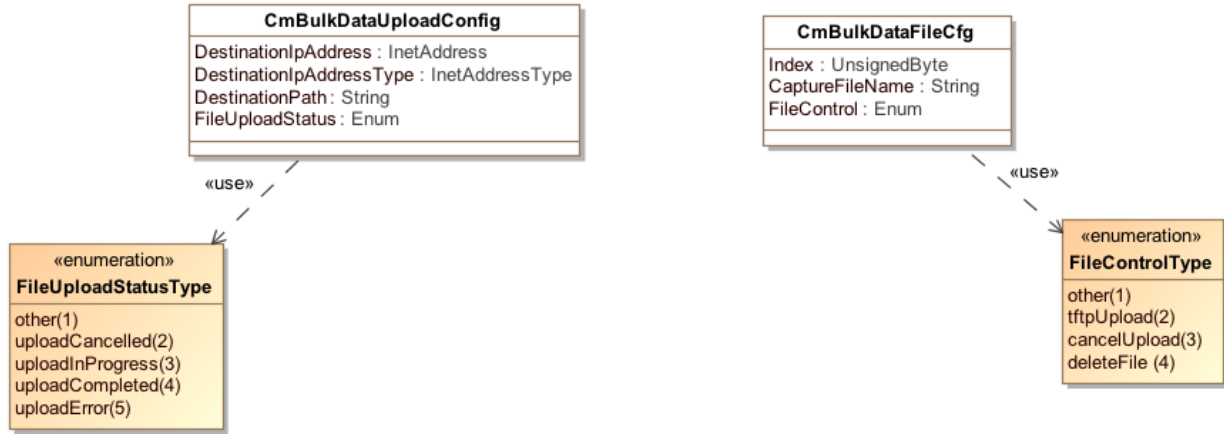 CmBulkDataUploadConfig
DestinationIpAddress : InetAddress
DestinationIpAddressType : InetAddressType
DestinationPath : String
FileUploadStatus : Enum
«use»
«enumeration»
FileUploadStatusType
other(1)
uploadCancelled(2)
uploadInProgress(3)
uploadCompleted(4)
uploadError(5)
CmBulkDataFileCfg
Index : UnsignedByte
CaptureFileName : String
FileControl : Enum
«use»
«enumeration»
FileControlType
other(1)
tftpUpload(2)
cancelUpload(3)
deleteFile (4)